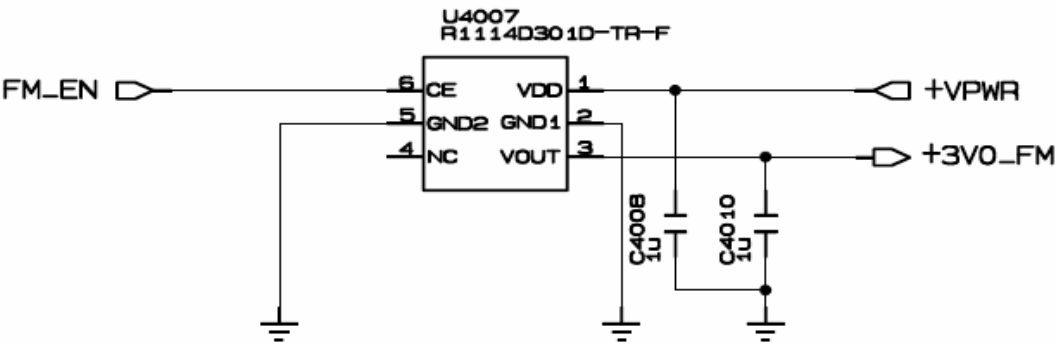 U4007
R1114D301D-TR-F
FM_EN
6 CE VDD 1
+VPWR
5 GND2 GND1 2
4 NC VOUT 3
+3V0_FM
C4008
1U
C4010
1U